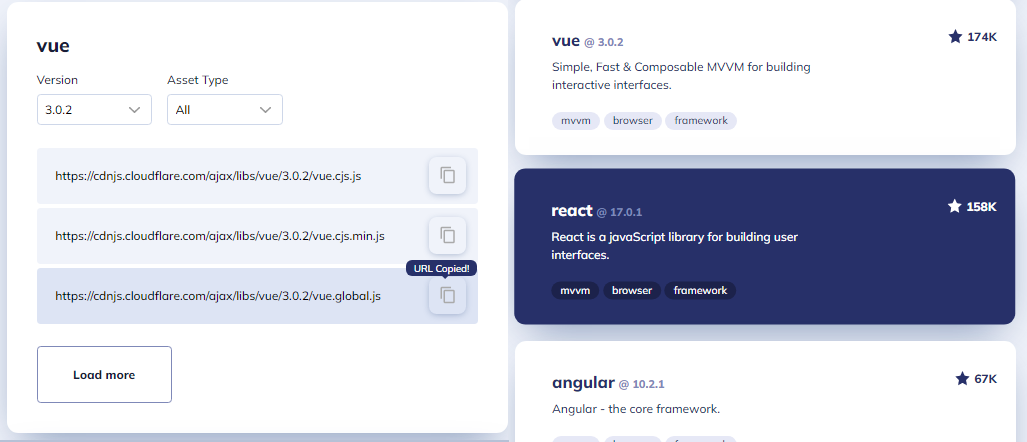 vue
Version
Asset Type
3.0.2
All
https://cdnjs.cloudflare.com/ajax/libs/vue/3.0.2/vue.cjs.js
https://cdnjs.cloudflare.com/ajax/libs/vue/3.0.2/vue.cjs.min.js
URL Copied!
https://cdnjs.cloudflare.com/ajax/libs/vue/3.0.2/vue.global.js
Load more
vue @ 3.0.2
174K
Simple, Fast & Composable MVVM for building
interactive interfaces.
mvvm browser framework
react @ 17.0.1
158K
React is a javaScript library for building user
interfaces.
mvvm browser framework
angular @ 10.2.1
67K
Angular - the core framework.